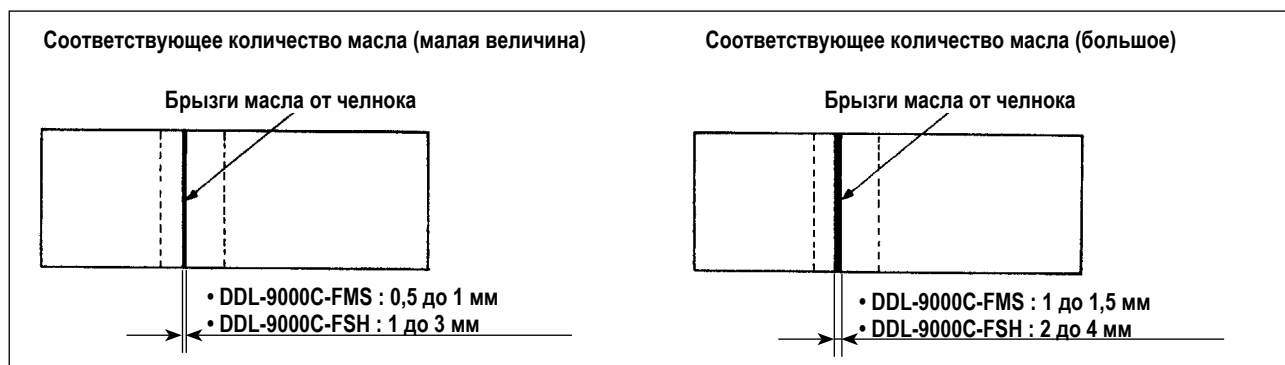 Соответствующее количество масла (малая величина)
Брызги масла от челнока
• DDL-9000C-FMS : 0,5 до 1 мм
• DDL-9000C-FSH : 1 до 3 мм
Соответствующее количество масла (большое)
Брызги масла от челнока
• DDL-9000C-FMS : 1 до 1,5 мм
• DDL-9000C-FSH : 2 до 4 мм